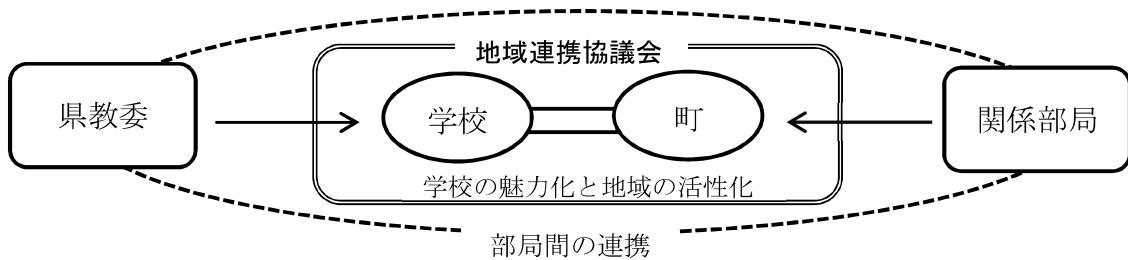 地域連携協議会
県教委
学校
町
関係部局
学校の魅力化と地域の活性化
部局間の連携